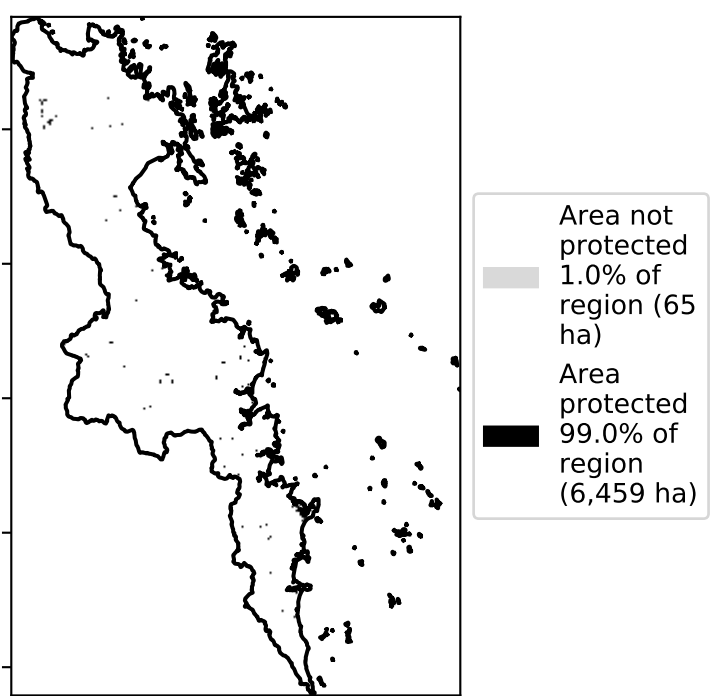 Area not
protected
1.0% of
region (65
ha)
Area
protected
99.0% of
region
(6,459 ha)